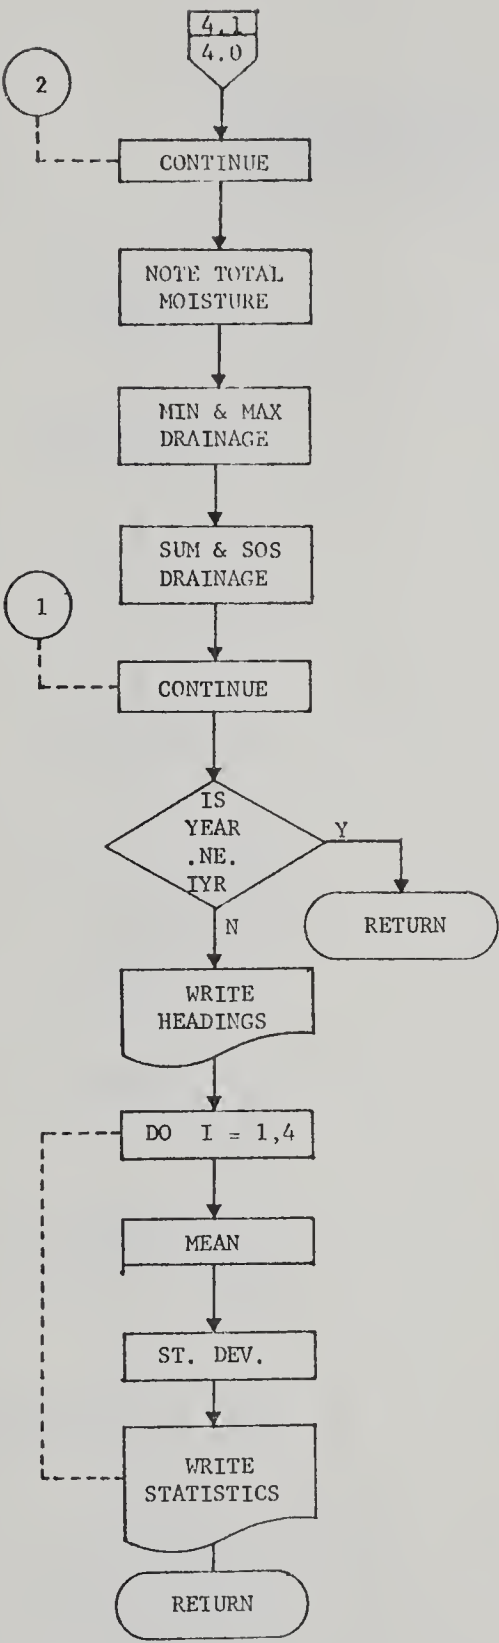 4.1
4.0
2
CONTINUE
NOTE TOTAL
MOISTURE
MIN & MAX
DRAINAGE
SUM & SOS
DRAINAGE
1
CONTINUE
IS
YEAR
.NE.
IYR
Y
RETURN
N
WRITE
HEADINGS
DO I = 1,4
MEAN
ST. DEV.
WRITE
STATISTICS
RETURN